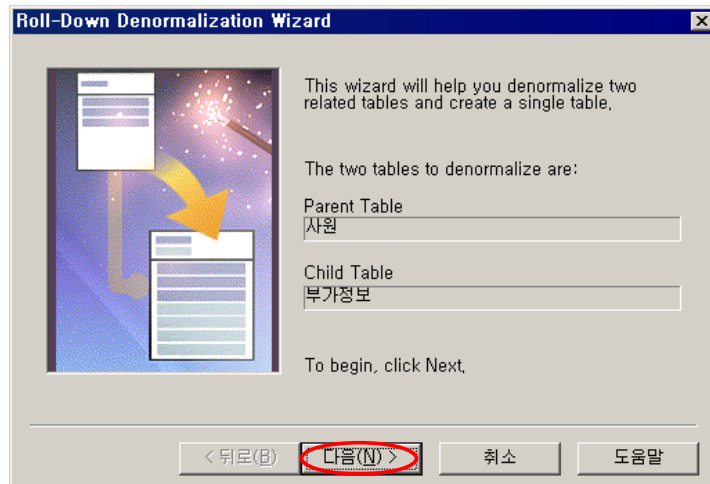 Roll-Down Denormalization Wizard
This wizard will help you denormalize two
related tables and create a single table.
The two tables to denormalize are:
Parent Table
사원
Child Table
부가정보
To begin, click Next.
< 뒤로(B) 다음(N) > 취소 도움말